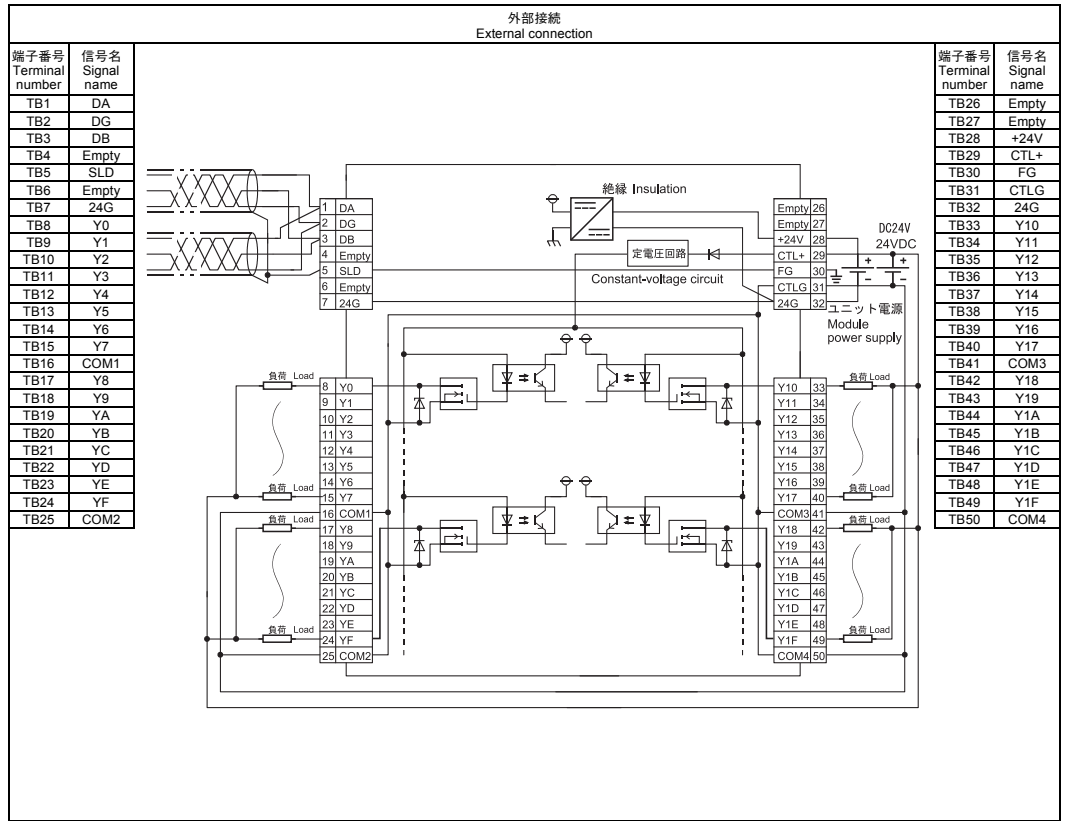 外部接続
External connection
端子番号 信号名
Terminal number Signal name
TB1 DA
TB2 DG
TB3 DB
TB4 Empty
TB5 SLD
TB6 Empty
TB7 24G
TB8 Y0
TB9 Y1
TB10 Y2
TB11 Y3
TB12 Y4
TB13 Y5
TB14 Y6
TB15 Y7
TB16 COM1
TB17 Y8
TB18 Y9
TB19 YA
TB20 YB
TB21 YC
TB22 YD
TB23 YE
TB24 YF
TB25 COM2
絶縁 Insulation
定電圧回路
Constant-voltage circuit
1 DA
2 DG
3 DB
4 Empty
5 SLD
6 Empty
7 24G
Empty 26
Empty 27
+24V 28
CTL+ 29
FG 30
CTLG 31
24G 32
DC24V
24VDC
+ +
− −
ユニット電源
Module
power supply
負荷 Load
8 Y0
9 Y1
10 Y2
11 Y3
12 Y4
13 Y5
14 Y6
負荷 Load
15 Y7
16 COM1
負荷 Load
17 Y8
18 Y9
19 YA
20 YB
21 YC
22 YD
23 YE
負荷 Load
24 YF
25 COM2
Y10 33
負荷 Load
Y11 34
Y12 35
Y13 36
Y14 37
Y15 38
Y16 39
Y17 40
負荷 Load
COM3 41
Y18 42
負荷 Load
Y19 43
Y1A 44
Y1B 45
Y1C 46
Y1D 47
Y1E 48
Y1F 49
負荷 Load
COM4 50
端子番号 信号名
Terminal number Signal name
TB26 Empty
TB27 Empty
TB28 +24V
TB29 CTL+
TB30 FG
TB31 CTLG
TB32 24G
TB33 Y10
TB34 Y11
TB35 Y12
TB36 Y13
TB37 Y14
TB38 Y15
TB39 Y16
TB40 Y17
TB41 COM3
TB42 Y18
TB43 Y19
TB44 Y1A
TB45 Y1B
TB46 Y1C
TB47 Y1D
TB48 Y1E
TB49 Y1F
TB50 COM4